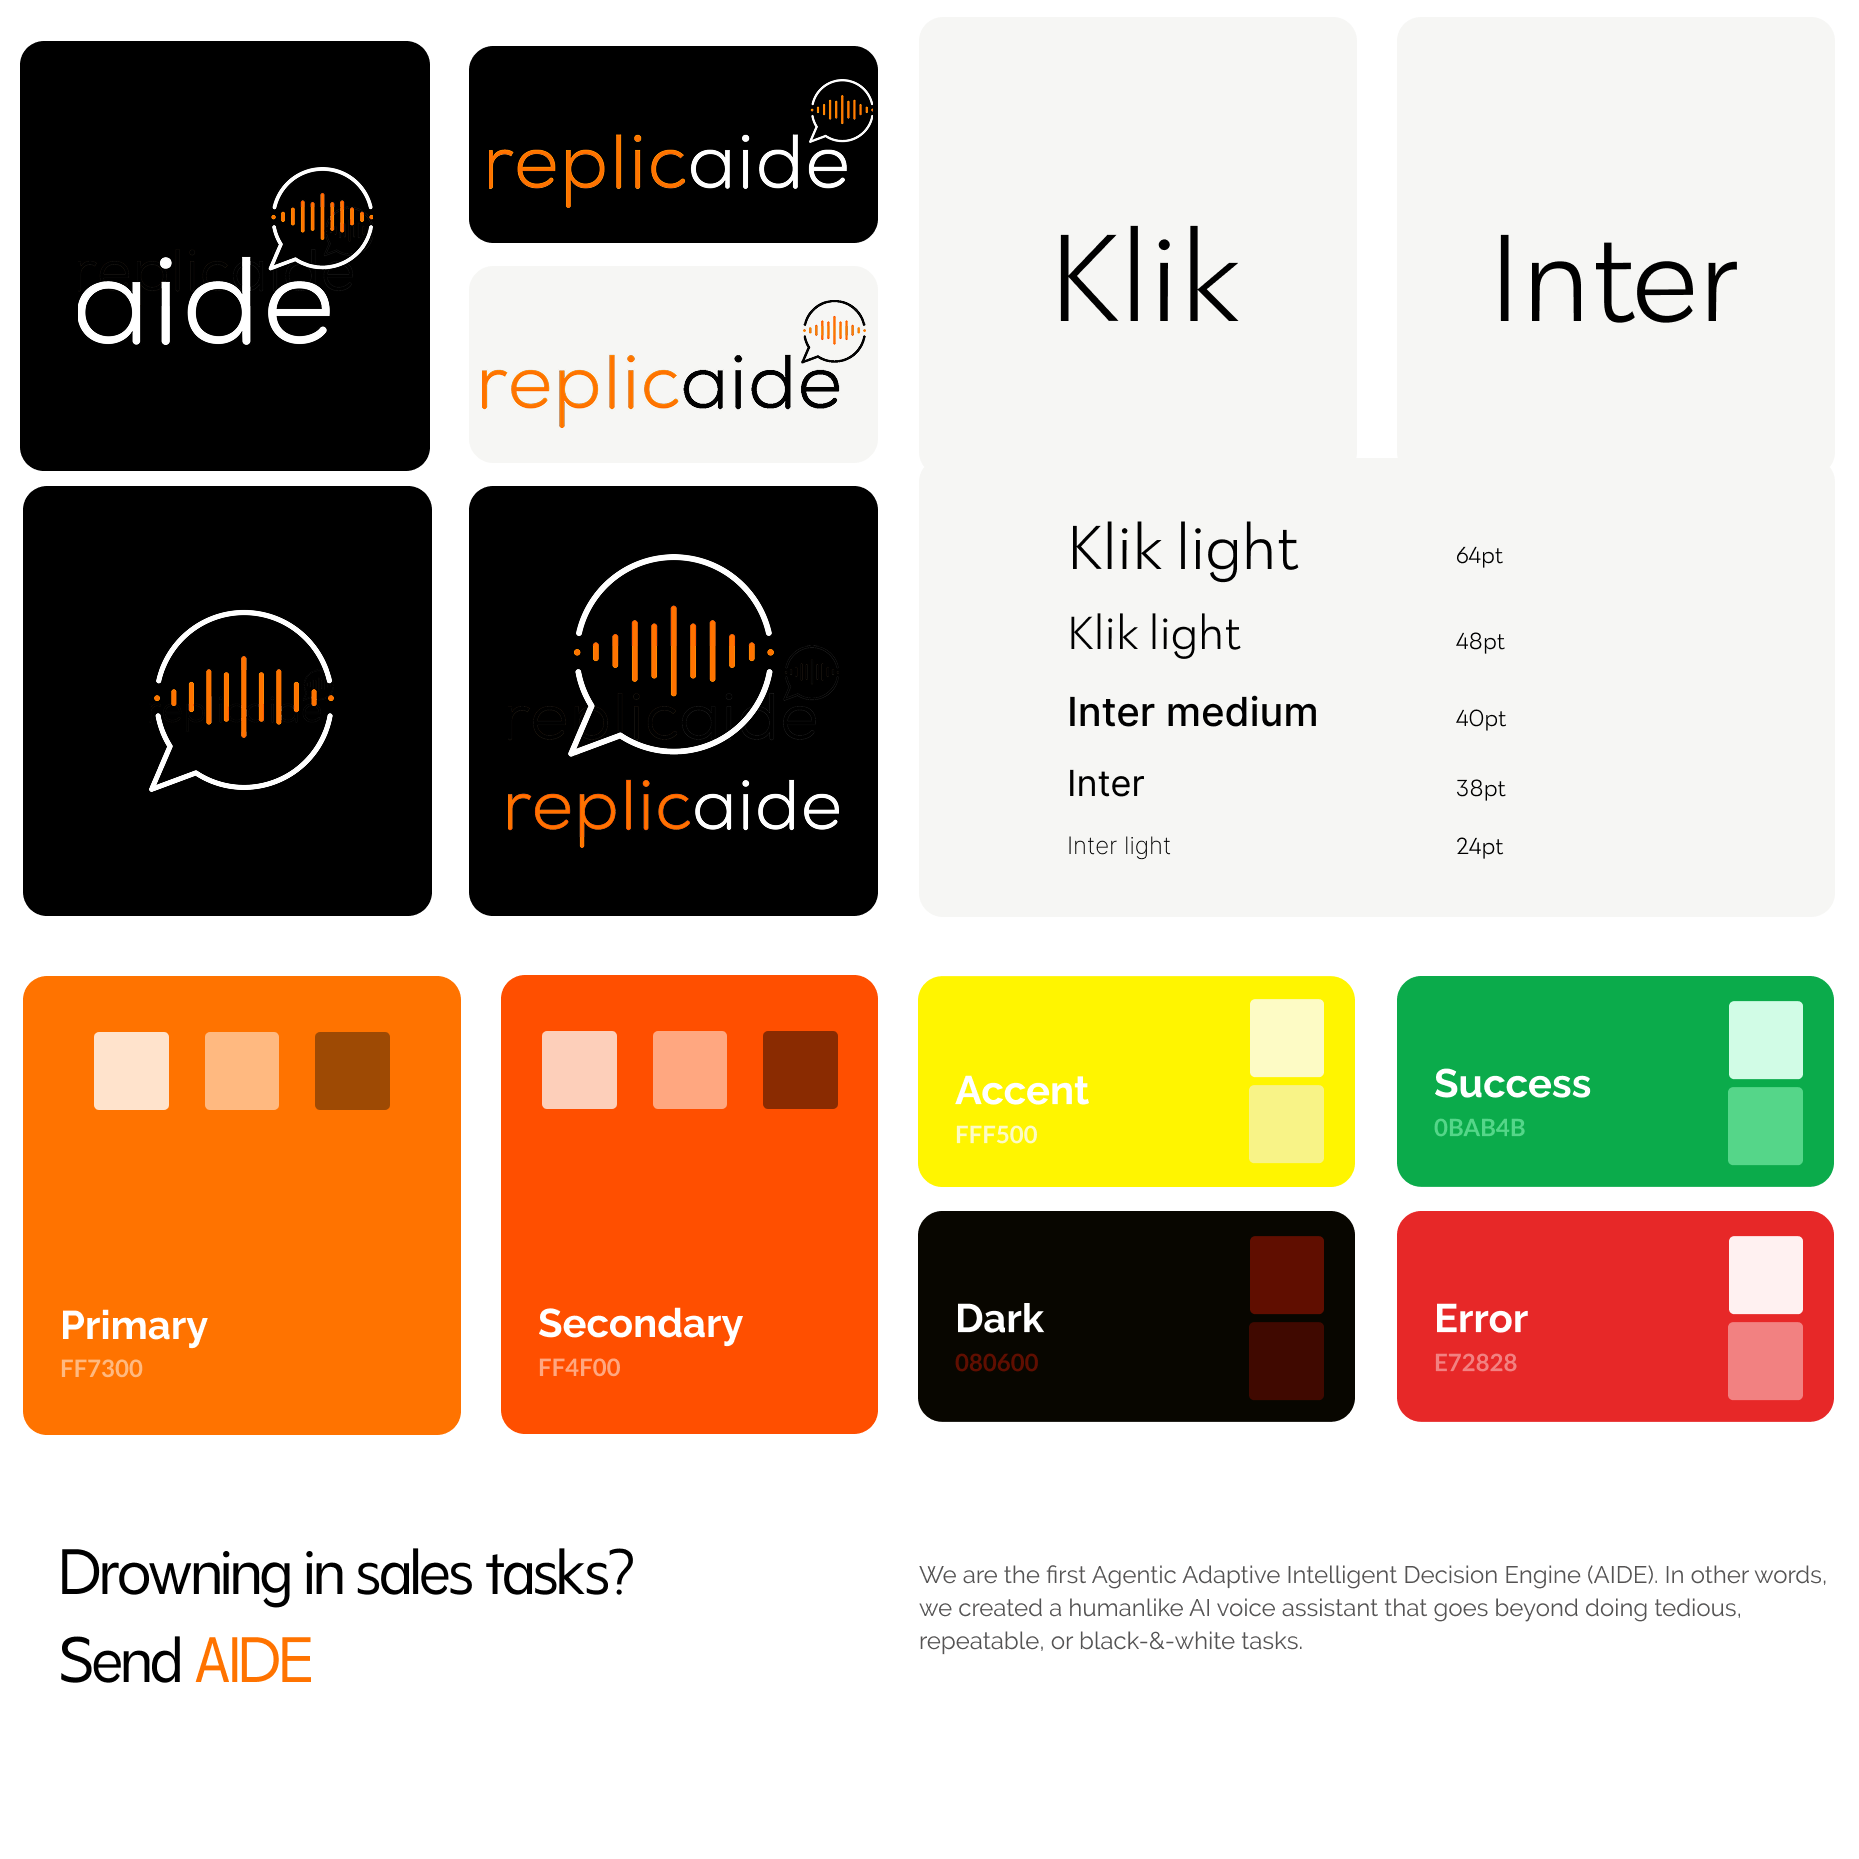 aide
replicaide
replicaide
replicaide
replicaide
replicaide
Klik
Inter
Klik light 64pt
Klik light 48pt
Inter medium 40pt
Inter 38pt
Inter light 24pt
Primary
FF7300
Secondary
FF4F00
Accent
FFF500
Success
0BAB4B
Dark
080600
Error
E72828
Drowning in sales tasks?
Send AIDE
We are the first Agentic Adaptive Intelligent Decision Engine (AIDE). In other words,
we created a humanlike AI voice assistant that goes beyond doing tedious,
repeatable, or black-&-white tasks.